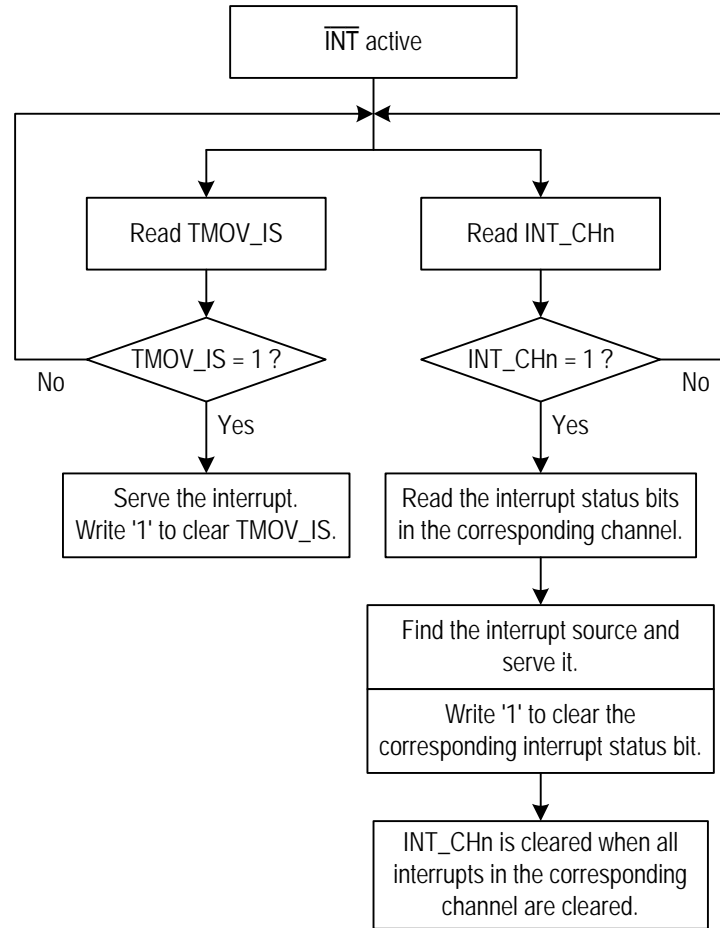 INT active
Read TMOV_IS
Read INT_CHn
TMOV_IS = 1 ?
INT_CHn = 1 ?
No
No
Yes
Yes
Serve the interrupt.
Write '1' to clear TMOV_IS.
Read the interrupt status bits
in the corresponding channel.
Find the interrupt source and
serve it.
Write '1' to clear the
corresponding interrupt status bit.
INT_CHn is cleared when all
interrupts in the corresponding
channel are cleared.